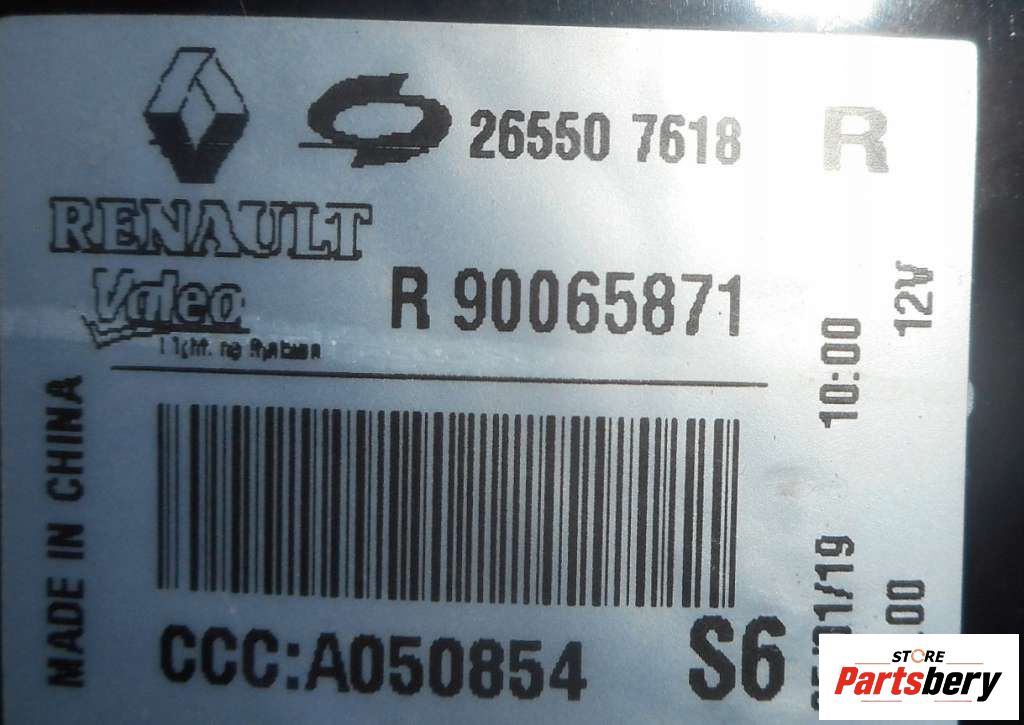 26550 7618 R
RENAULT
Valeo
R 90065871
12V
10:00
MADE IN CHINA
CCC:A050854
S6
STORE
Partsbery